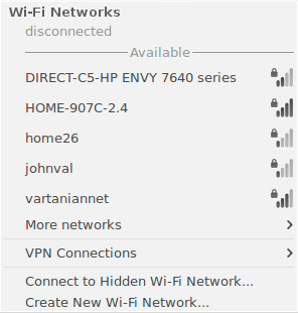 Wi-Fi Networks
disconnected
Available
DIRECT-C5-HP ENVY 7640 series
HOME-907C-2.4
home26
johnval
vartaniannet
More networks
VPN Connections
Connect to Hidden Wi-Fi Network...
Create New Wi-Fi Network...